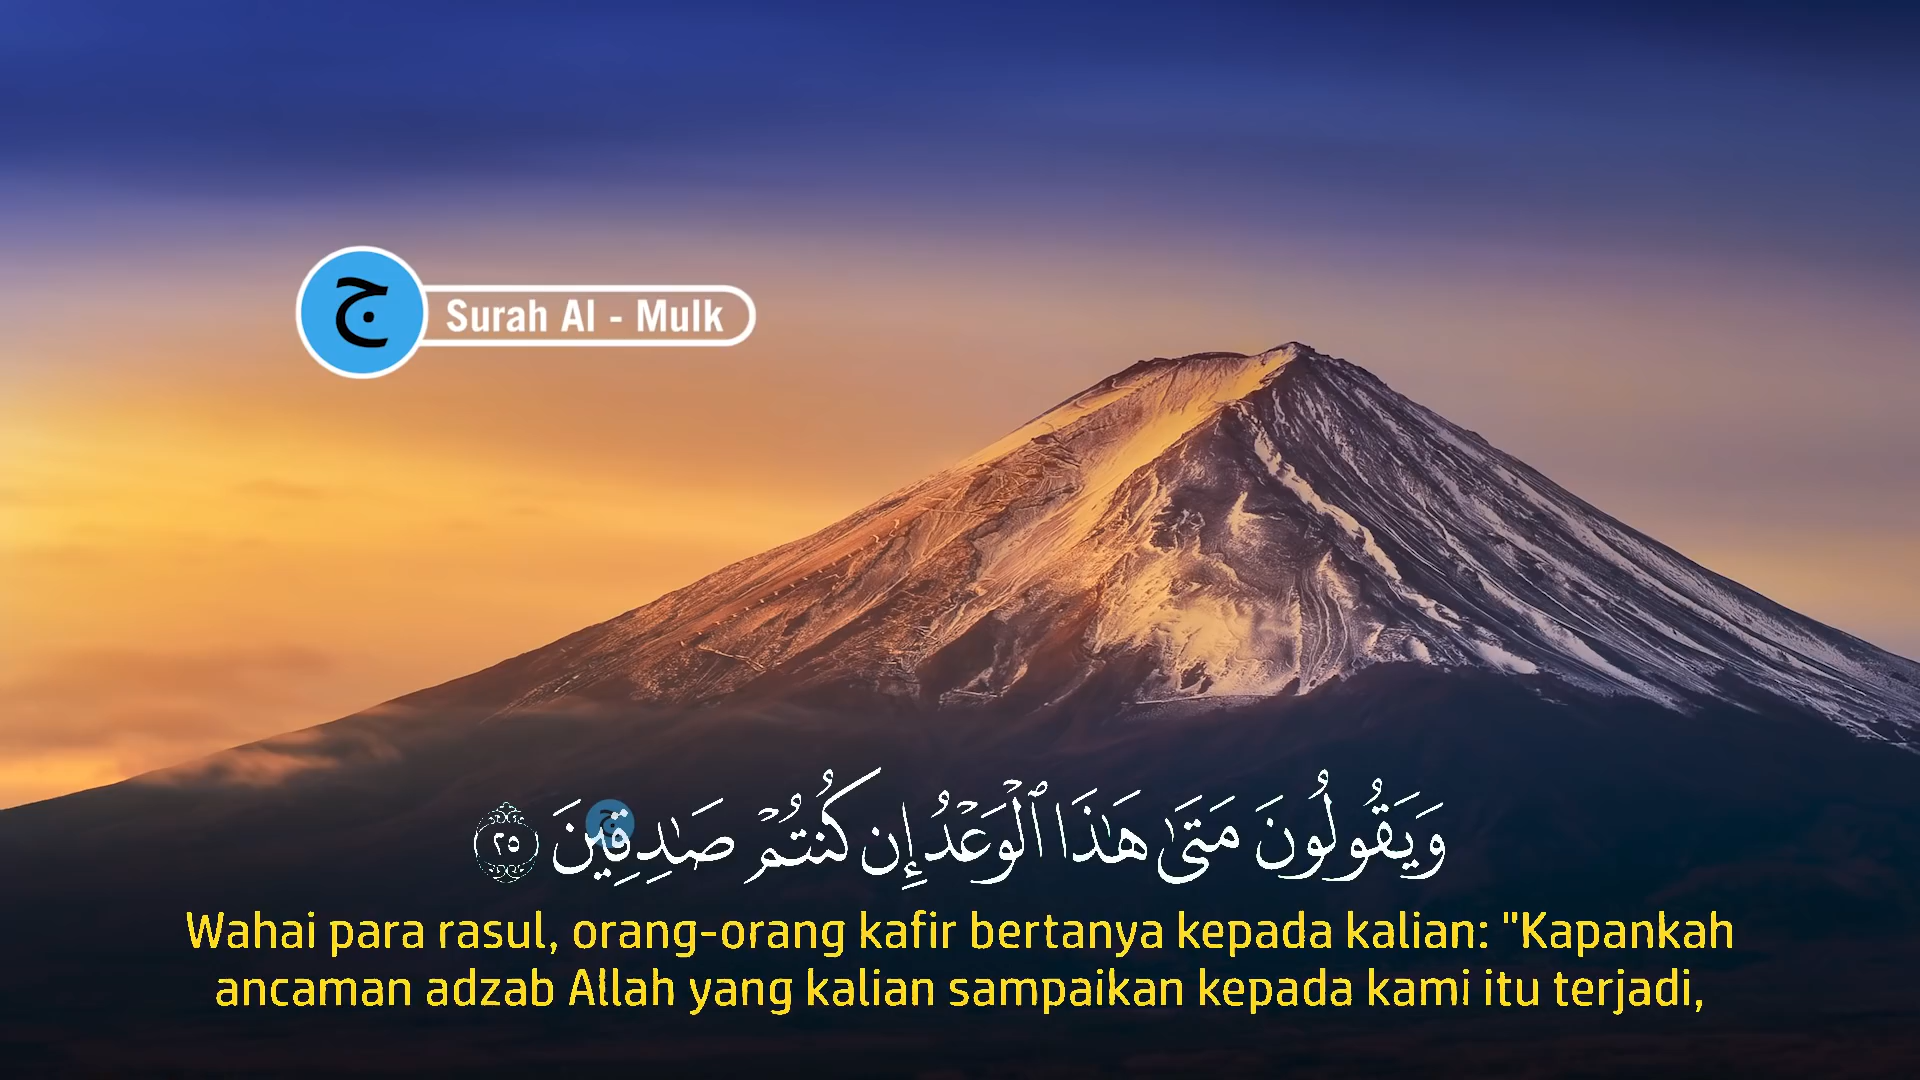 ج
Surah Al - Mulk
وَيَقُولُونَ مَتَىٰ هَٰذَا ٱلْوَعْدُ إِن كُنتُمْ صَٰدِقِينَ ٢٥
ج
Wahai para rasul, orang-orang kafir bertanya kepada kalian: "Kapankah
ancaman adzab Allah yang kalian sampaikan kepada kami itu terjadi,